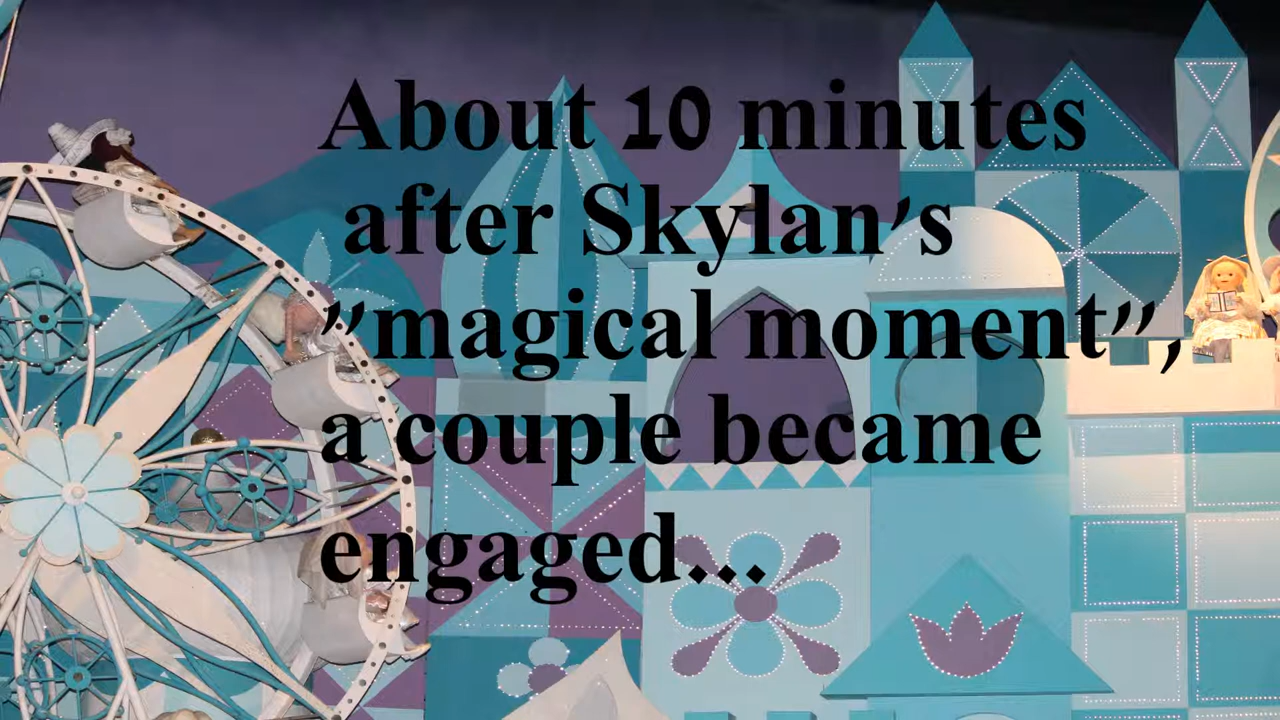 About 10 minutes
after Skylan's
"magical moment",
a couple became
engaged...